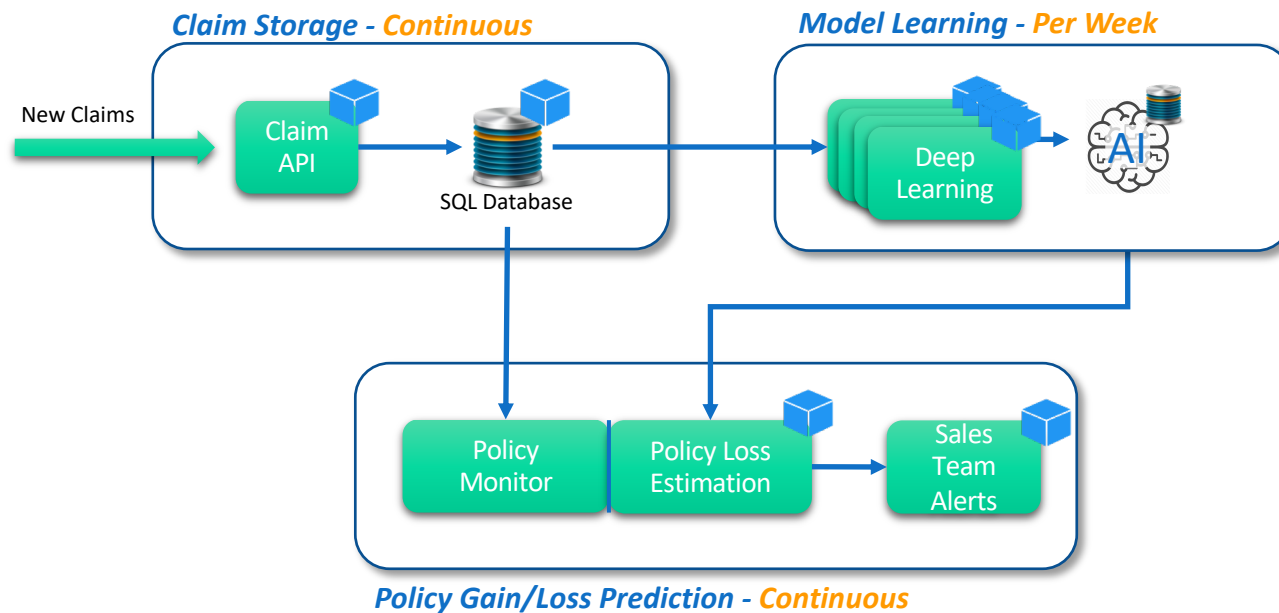 Claim Storage - Continuous
Model Learning - Per Week
New Claims
Claim
API
SQL Database
Deep
Learning
AI
Policy
Monitor
Policy Loss
Estimation
Sales
Team
Alerts
Policy Gain/Loss Prediction - Continuous